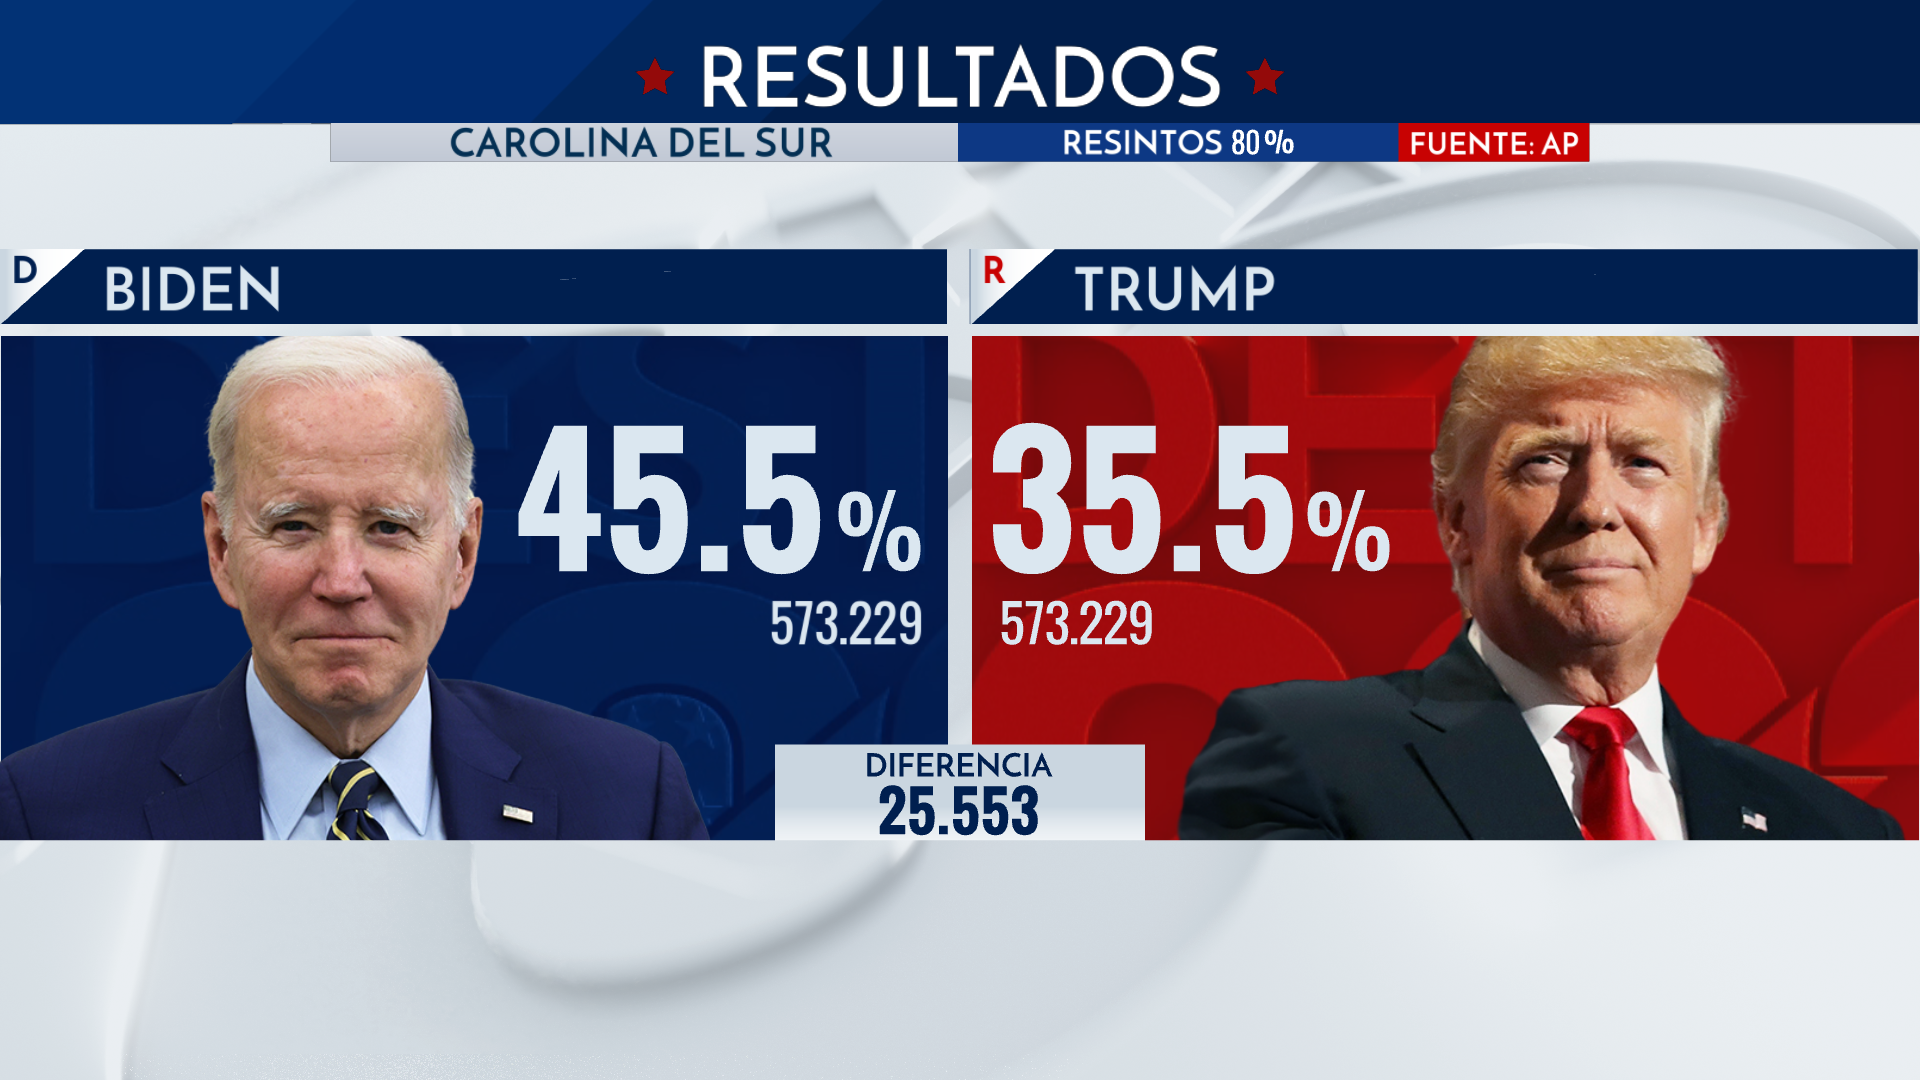 RESULTADOS
CAROLINA DEL SUR
RESINTOS 80%
FUENTE: AP
D
BIDEN
R
TRUMP
45.5%
573.229
35.5%
573.229
DIFERENCIA
25.553